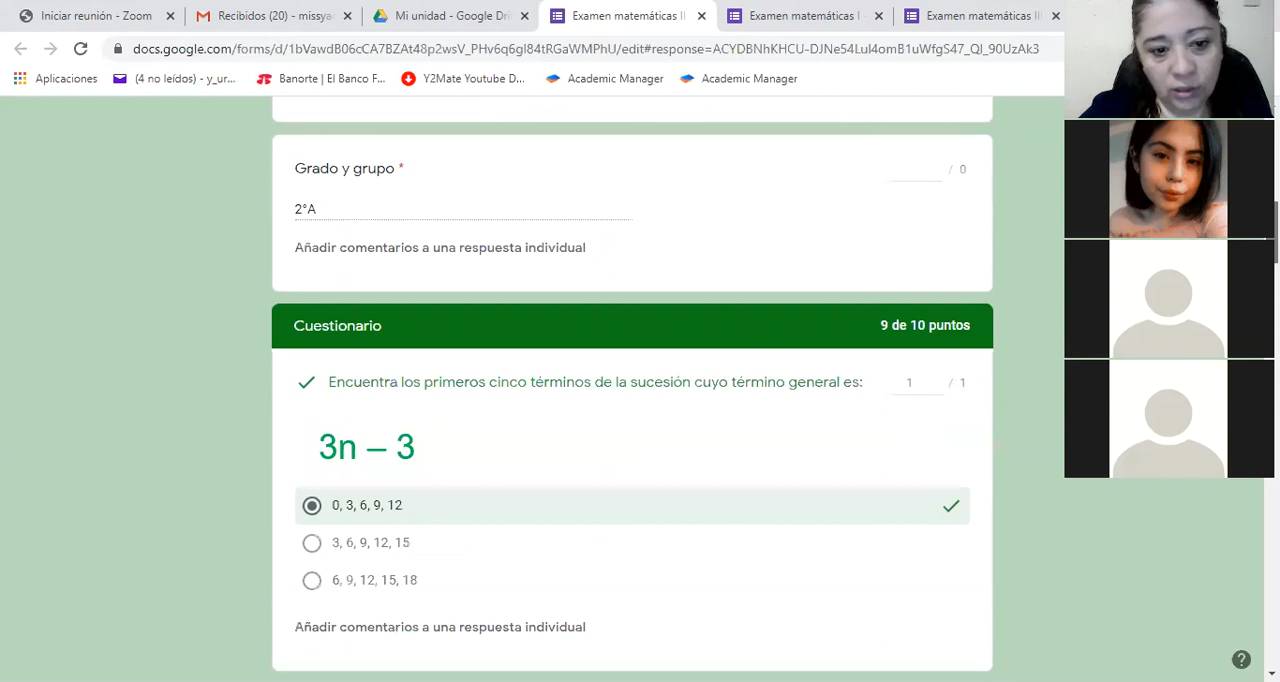 Iniciar reunión - Zoom
Recibidos (20) - missya
Mi unidad - Google Dri
Examen matemáticas II
Examen matemáticas I -
Examen matemáticas III
docs.google.com/forms/d/1bVawdB06cCA7BZAt48p2wsV_PHv6q6gl84tRGaWMPhU/edit#response=ACYDBNhKHCU-DJNe54Lul4omB1uWfgS47_QI_90UzAk3
Aplicaciones
(4 no leídos) - y_ur...
Banorte | El Banco F...
Y2Mate Youtube D...
Academic Manager
Academic Manager
Grado y grupo *
/ 0
2°A
Añadir comentarios a una respuesta individual
Cuestionario
9 de 10 puntos
Encuentra los primeros cinco términos de la sucesión cuyo término general es:
1 / 1
3n – 3
0, 3, 6, 9, 12
3, 6, 9, 12, 15
6, 9, 12, 15, 18
Añadir comentarios a una respuesta individual